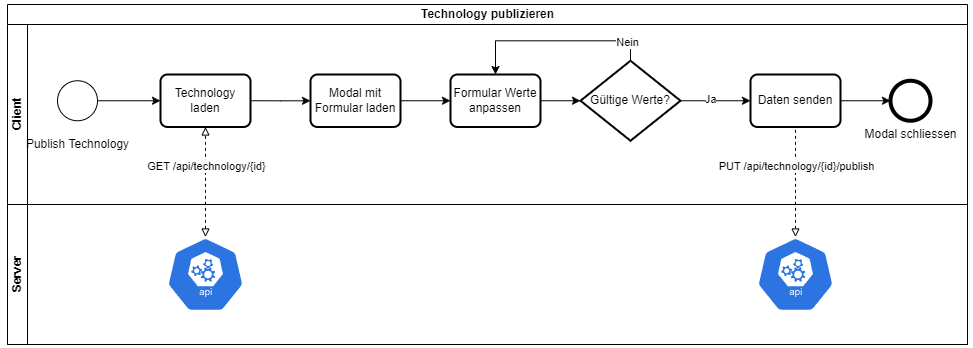 Technology publizieren
Client
Nein
Technology
laden
Modal mit
Formular laden
Formular Werte
anpassen
Gültige Werte?
Ja
Daten senden
Publish Technology
Modal schliessen
GET /api/technology/{id}
PUT /api/technology/{id}/publish
Server
api
api